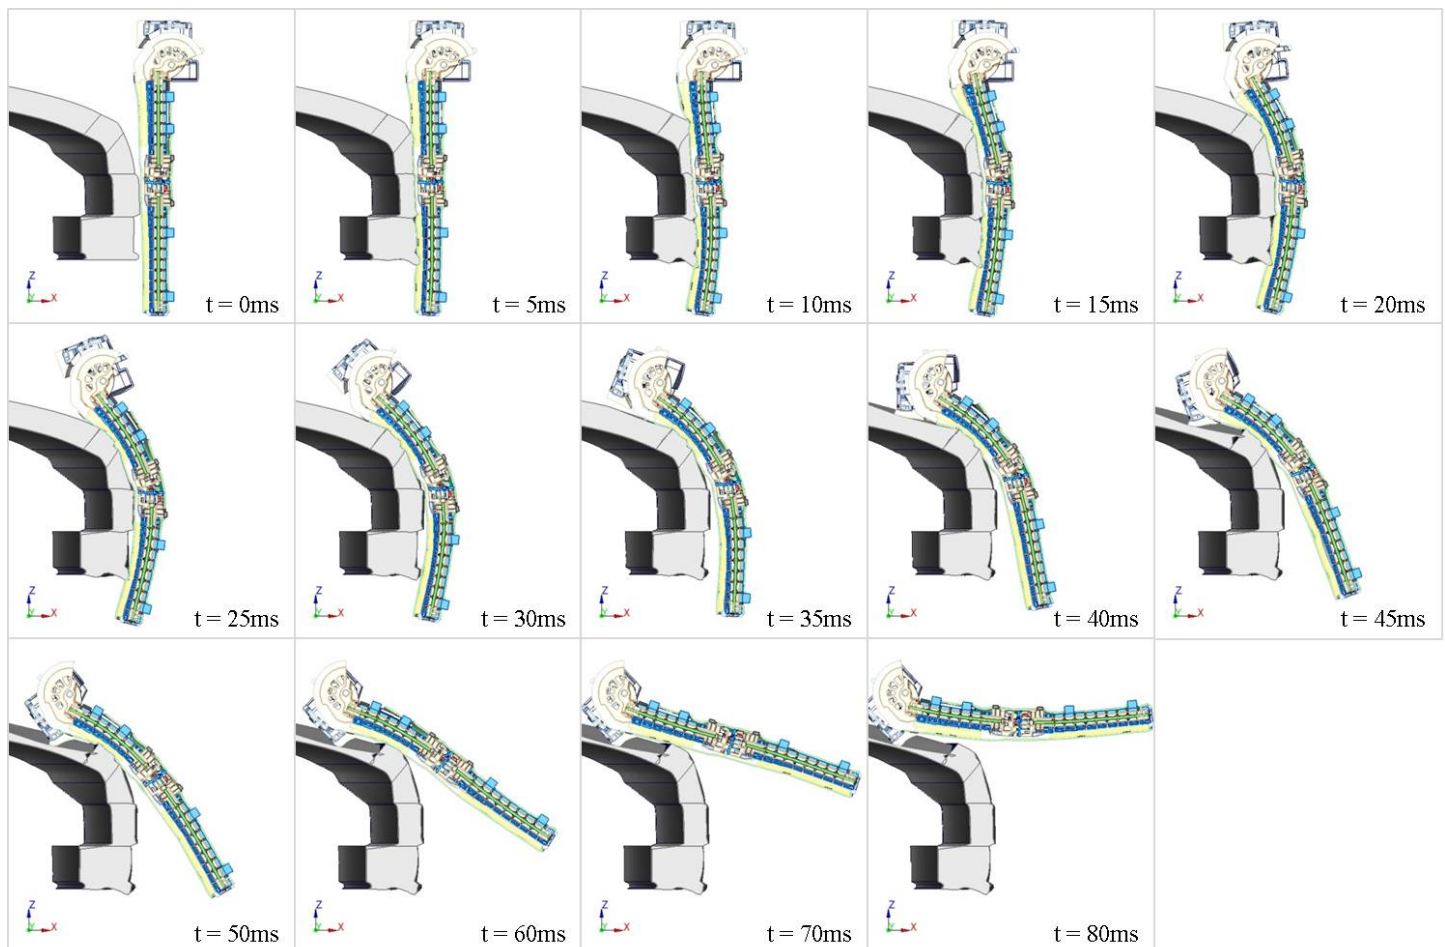 Z
Y X
t = 0ms
Z
Y X
t = 5ms
Z
Y X
t = 10ms
Z
Y X
t = 15ms
Z
Y X
t = 20ms
Z
Y X
t = 25ms
Z
Y X
t = 30ms
Z
Y X
t = 35ms
Z
Y X
t = 40ms
Z
Y X
t = 45ms
Z
Y X
t = 50ms
Z
Y X
t = 60ms
Z
Y X
t = 70ms
Z
Y X
t = 80ms